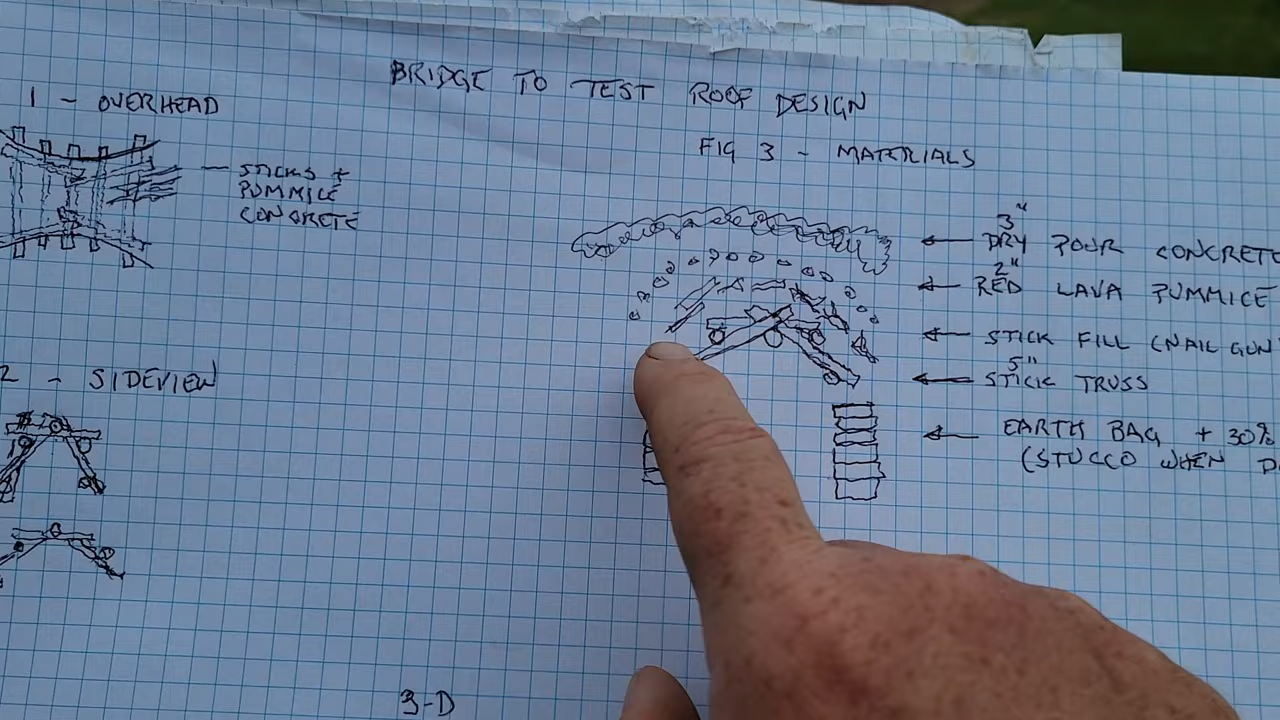 BRIDGE TO TEST ROOF DESIGN
1 - OVERHEAD
STICKS +
PUMMICE
CONCRETE
FIG 3 - MATERIALS
3"
DRY POUR CONCRETE
2"
RED LAVA PUMMICE
STICK FILL (NAIL GUN
5"
STICK TRUSS
EARTH BAG + 30%
(STUCCO WHEN
2 - SIDEVIEW
3-D